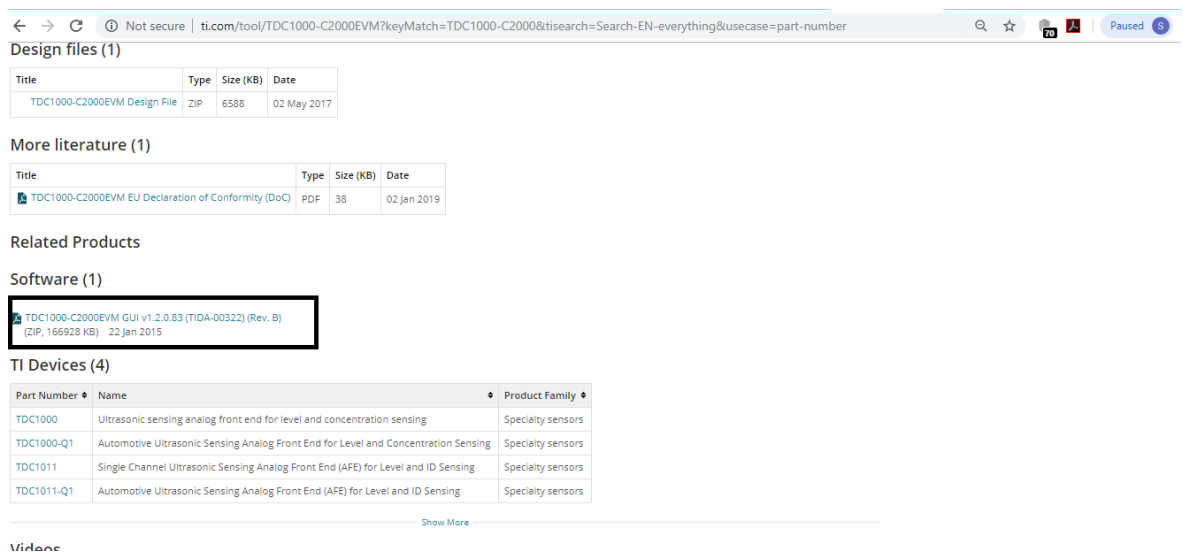 Not secure | ti.com/tool/TDC1000-C2000EVM?keyMatch=TDC1000-C2000&tisearch=Search-EN-everything&usecase=part-number 70 Paused S
Design files (1)
Title Type Size (KB) Date
TDC1000-C2000EVM Design File ZIP 6588 02 May 2017
More literature (1)
Title Type Size (KB) Date
TDC1000-C2000EVM EU Declaration of Conformity (DoC) PDF 38 02 Jan 2019
Related Products
Software (1)
TDC1000-C2000EVM GUI v1.2.0.83 (TIDA-00322) (Rev. B)
(ZIP, 166928 KB) 22 Jan 2015
TI Devices (4)
Part Number Name Product Family
TDC1000 Ultrasonic sensing analog front end for level and concentration sensing Specialty sensors
TDC1000-Q1 Automotive Ultrasonic Sensing Analog Front End for Level and Concentration Sensing Specialty sensors
TDC1011 Single Channel Ultrasonic Sensing Analog Front End (AFE) for Level and ID Sensing Specialty sensors
TDC1011-Q1 Automotive Ultrasonic Sensing Analog Front End (AFE) for Level and ID Sensing Specialty sensors
Show More
Videos